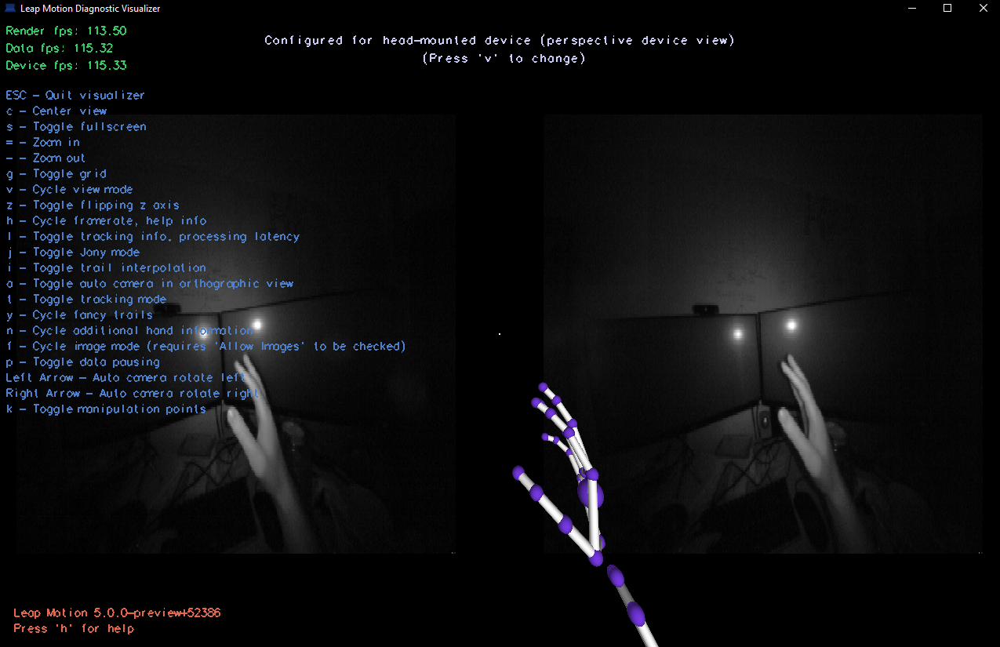 Leap Motion Diagnostic Visualizer
Render fps: 113.50
Data fps: 115.32
Device fps: 115.33
Configured for head-mounted device (perspective device view)
(Press 'v' to change)
ESC - Quit visualizer
c - Center view
s - Toggle fullscreen
= - Zoom in
- - Zoom out
g - Toggle grid
v - Cycle view mode
z - Toggle flipping z axis
h - Cycle framerate, help info
l - Toggle tracking info, processing latency
j - Toggle Jony mode
i - Toggle trail interpolation
a - Toggle auto camera in orthographic view
t - Toggle tracking mode
y - Cycle fancy trails
n - Cycle additional hand information
f - Cycle image mode (requires 'Allow Images' to be checked)
p - Toggle data pausing
Left Arrow - Auto camera rotate left
Right Arrow - Auto camera rotate right
k - Toggle manipulation points
Leap Motion 5.0.0-preview+52386
Press 'h' for help